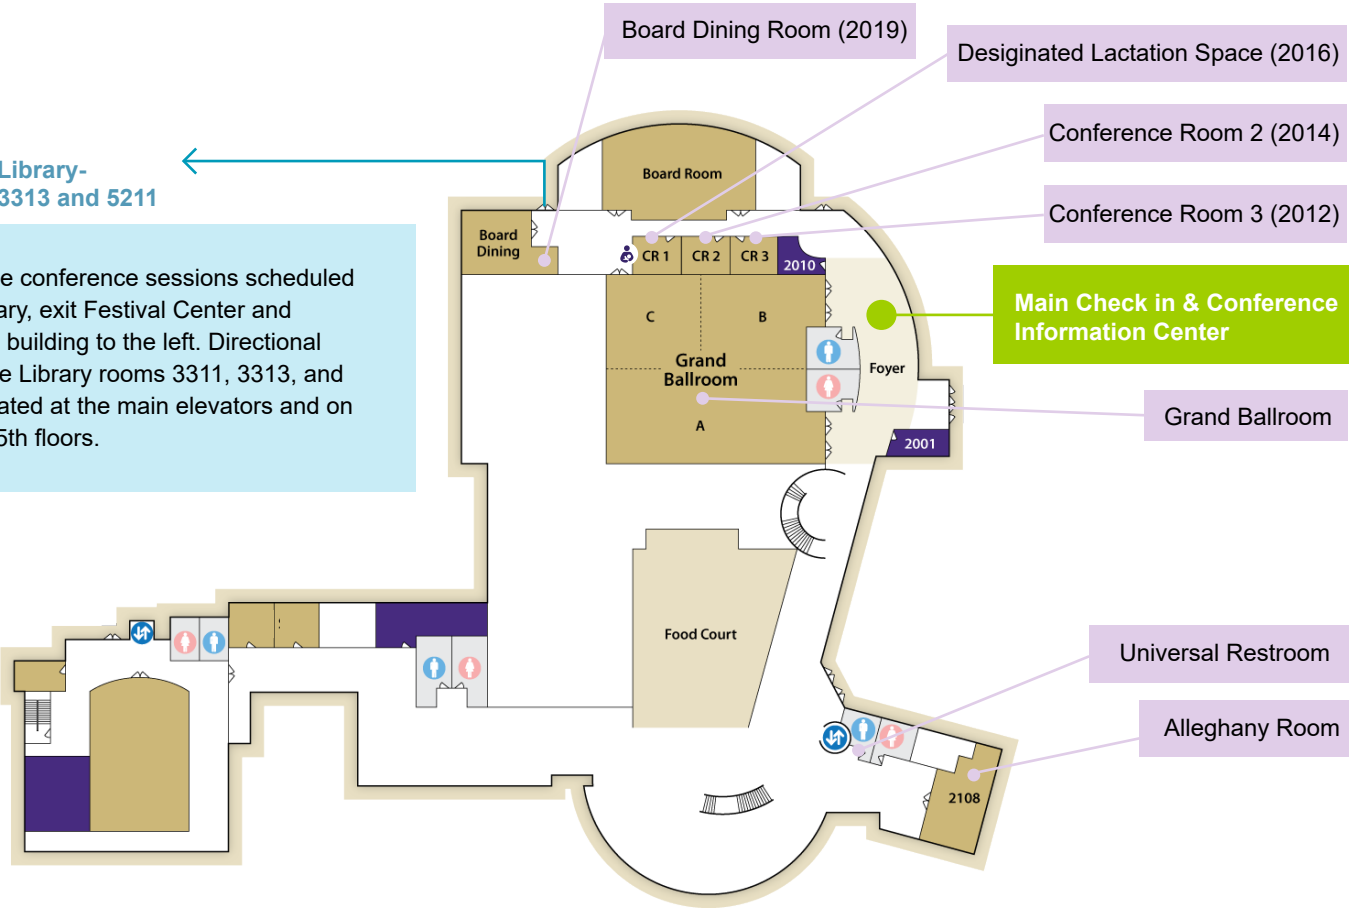 Board Dining Room (2019)
Desiginated Lactation Space (2016)
Conference Room 2 (2014)
Conference Room 3 (2012)
Library-
3313 and 5211
e conference sessions scheduled
ary, exit Festival Center and
building to the left. Directional
e Library rooms 3311, 3313, and
ated at the main elevators and on
5th floors.
Board Room
Board
Dining
CR 1
CR 2
CR 3
2010
C
B
Grand
Ballroom
A
Foyer
2001
Main Check in & Conference
Information Center
Grand Ballroom
Food Court
Universal Restroom
Alleghany Room
2108